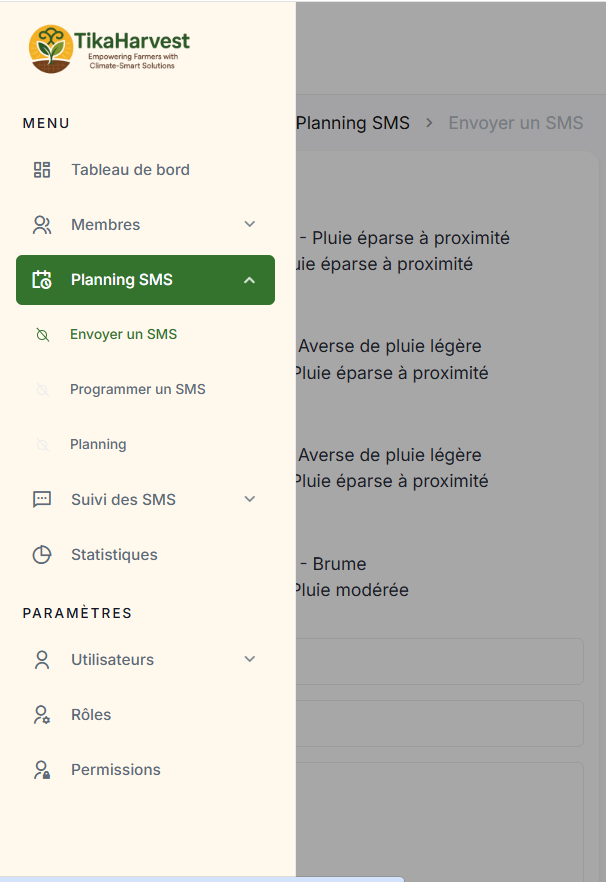 TikaHarvest
Empowering Farmers with
Climate-Smart Solutions
MENU
Tableau de bord
Membres
Planning SMS
Envoyer un SMS
Programmer un SMS
Planning
Suivi des SMS
Statistiques
PARAMÈTRES
Utilisateurs
Rôles
Permissions
Planning SMS > Envoyer un SMS
- Pluie éparse à proximité
uie éparse à proximité
Averse de pluie légère
Pluie éparse à proximité
Averse de pluie légère
Pluie éparse à proximité
- Brume
Pluie modérée